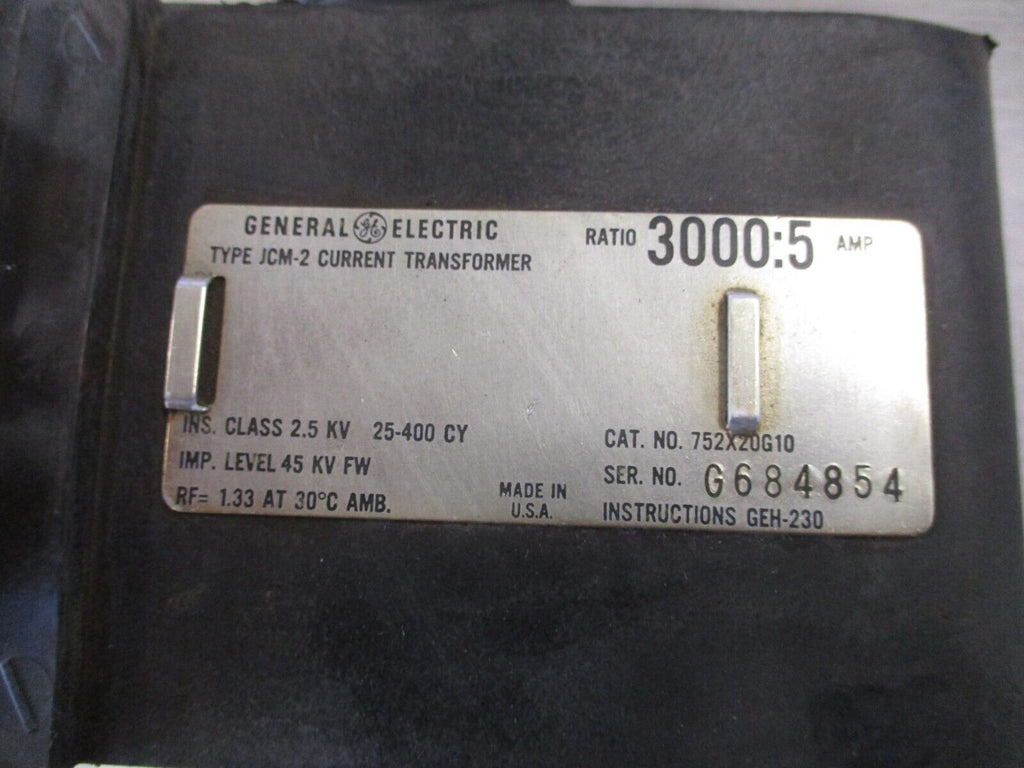 GENERAL GE ELECTRIC
TYPE JCM-2 CURRENT TRANSFORMER
RATIO 3000:5 AMP
INS. CLASS 2.5 KV 25-400 CY
IMP. LEVEL 45 KV FW
RF= 1.33 AT 30°C AMB.
MADE IN
U.S.A.
CAT. NO. 752X20G10
SER. NO. G684854
INSTRUCTIONS GEH-230